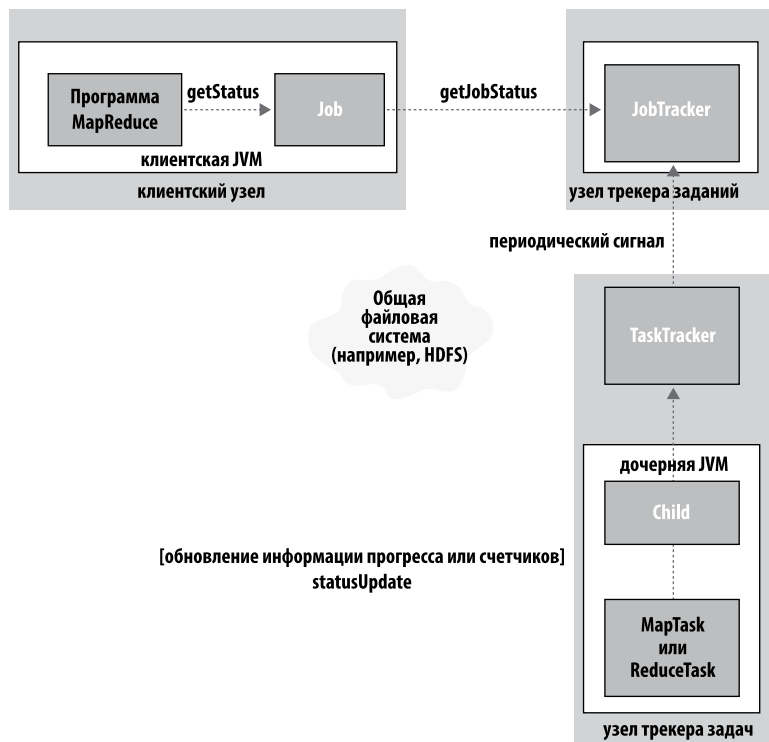 Программа
MapReduce
getStatus
Job
getJobStatus
JobTracker
клиентская JVM
клиентский узел
узел трекера заданий
периодический сигнал
Общая
файловая
система
(например, HDFS)
TaskTracker
дочерняя JVM
Child
[обновление информации прогресса или счетчиков]
statusUpdate
MapTask
или
ReduceTask
узел трекера задач